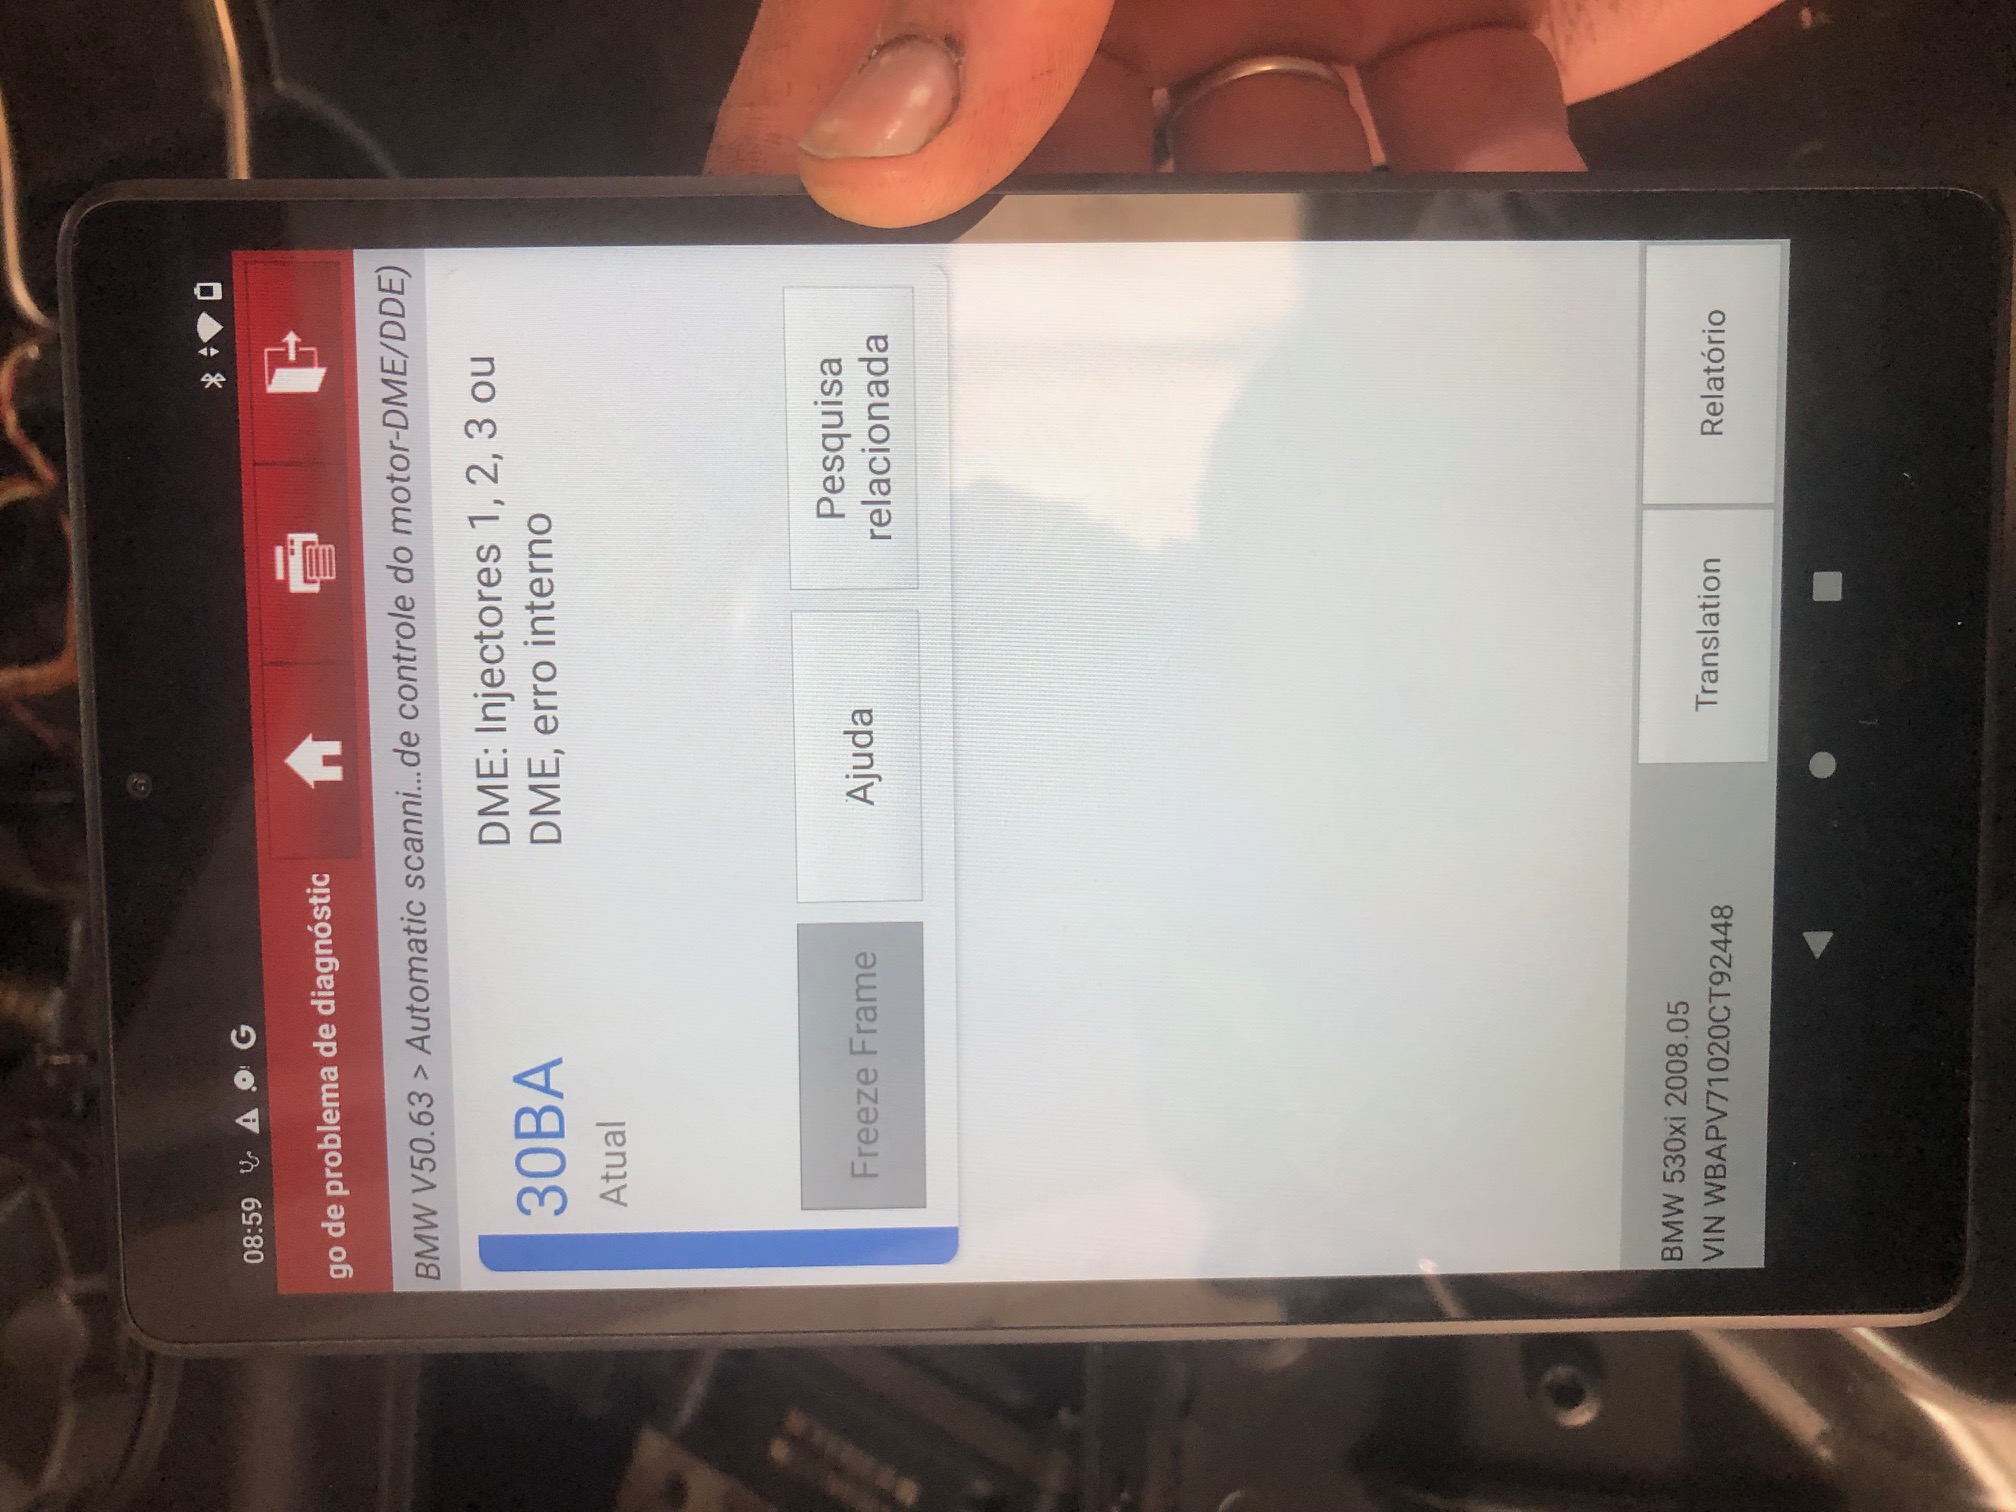 08:59 G
go de problema de diagnóstic
BMW V50.63 > Automatic scanni...de controle do motor-DME/DDE)
30BA
Atual
DME: Injectores 1, 2, 3 ou
DME, erro interno
Freeze Frame
Ajuda
Pesquisa
relacionada
BMW 530xi 2008.05
VIN WBAPV71020CT92448
Translation
Relatório